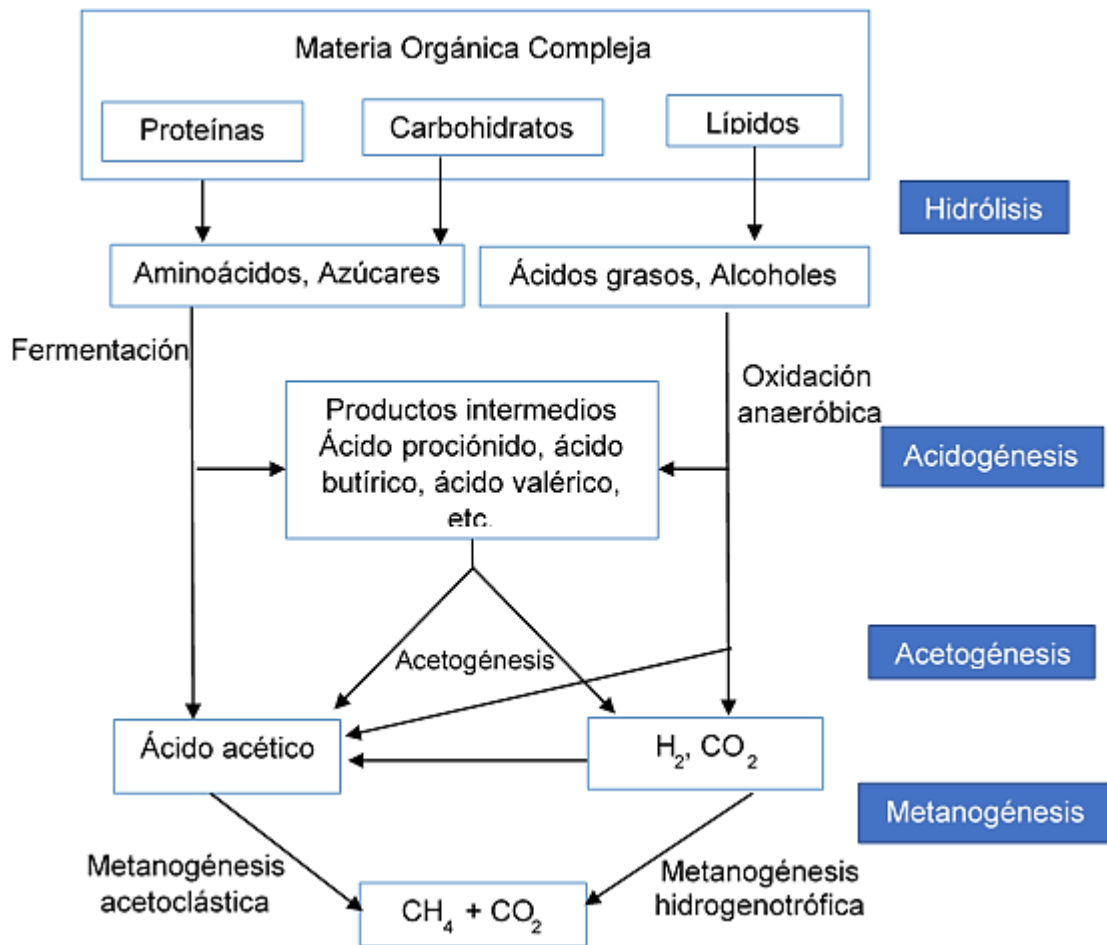 Materia Orgánica Compleja
Proteínas
Carbohidratos
Lípidos
Hidrólisis
Aminoácidos, Azúcares
Ácidos grasos, Alcoholes
Fermentación
Oxidación
anaeróbica
Productos intermedios
Ácido prociónido, ácido
butírico, ácido valérico,
etc.
Acidogénesis
Acetogénesis
Acetogénesis
Ácido acético
H₂, CO₂
Metanogénesis
Metanogénesis
acetoclástica
Metanogénesis
hidrogenotrófica
CH₄ + CO₂